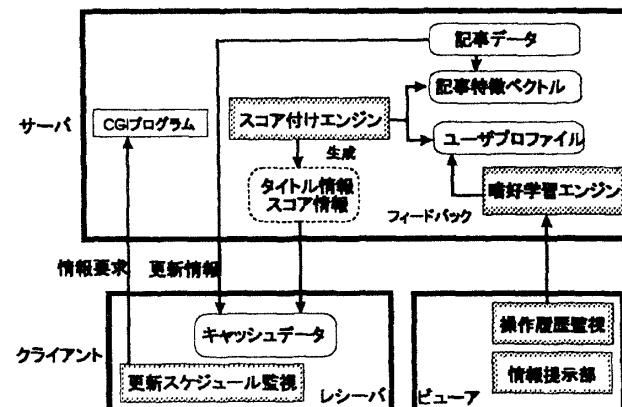 記事データ
記事特徴ベクトル
サーバ
CGIプログラム
スコア付けエンジン
ユーザプロファイル
生成
タイトル情報
スコア情報
嗜好学習エンジン
フィードバック
情報要求
更新情報
キャッシュデータ
操作履歴監視
クライアント
更新スケジュール監視
情報提示部
レシーバ
ビューア